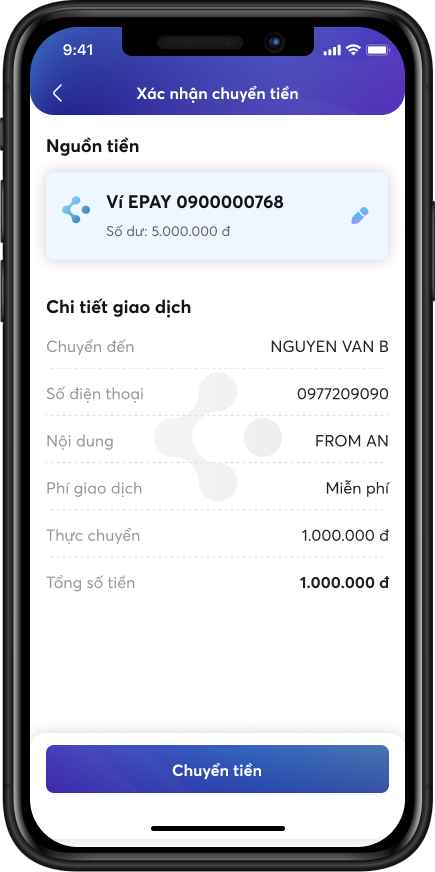 9:41
Xác nhận chuyển tiền
Nguồn tiền
Ví EPAY 0900000768
Số dư: 5.000.000 đ
Chi tiết giao dịch
Chuyển đến NGUYEN VAN B
Số điện thoại 0977209090
Nội dung FROM AN
Phí giao dịch Miễn phí
Thực chuyển 1.000.000 đ
Tổng số tiền 1.000.000 đ
Chuyển tiền